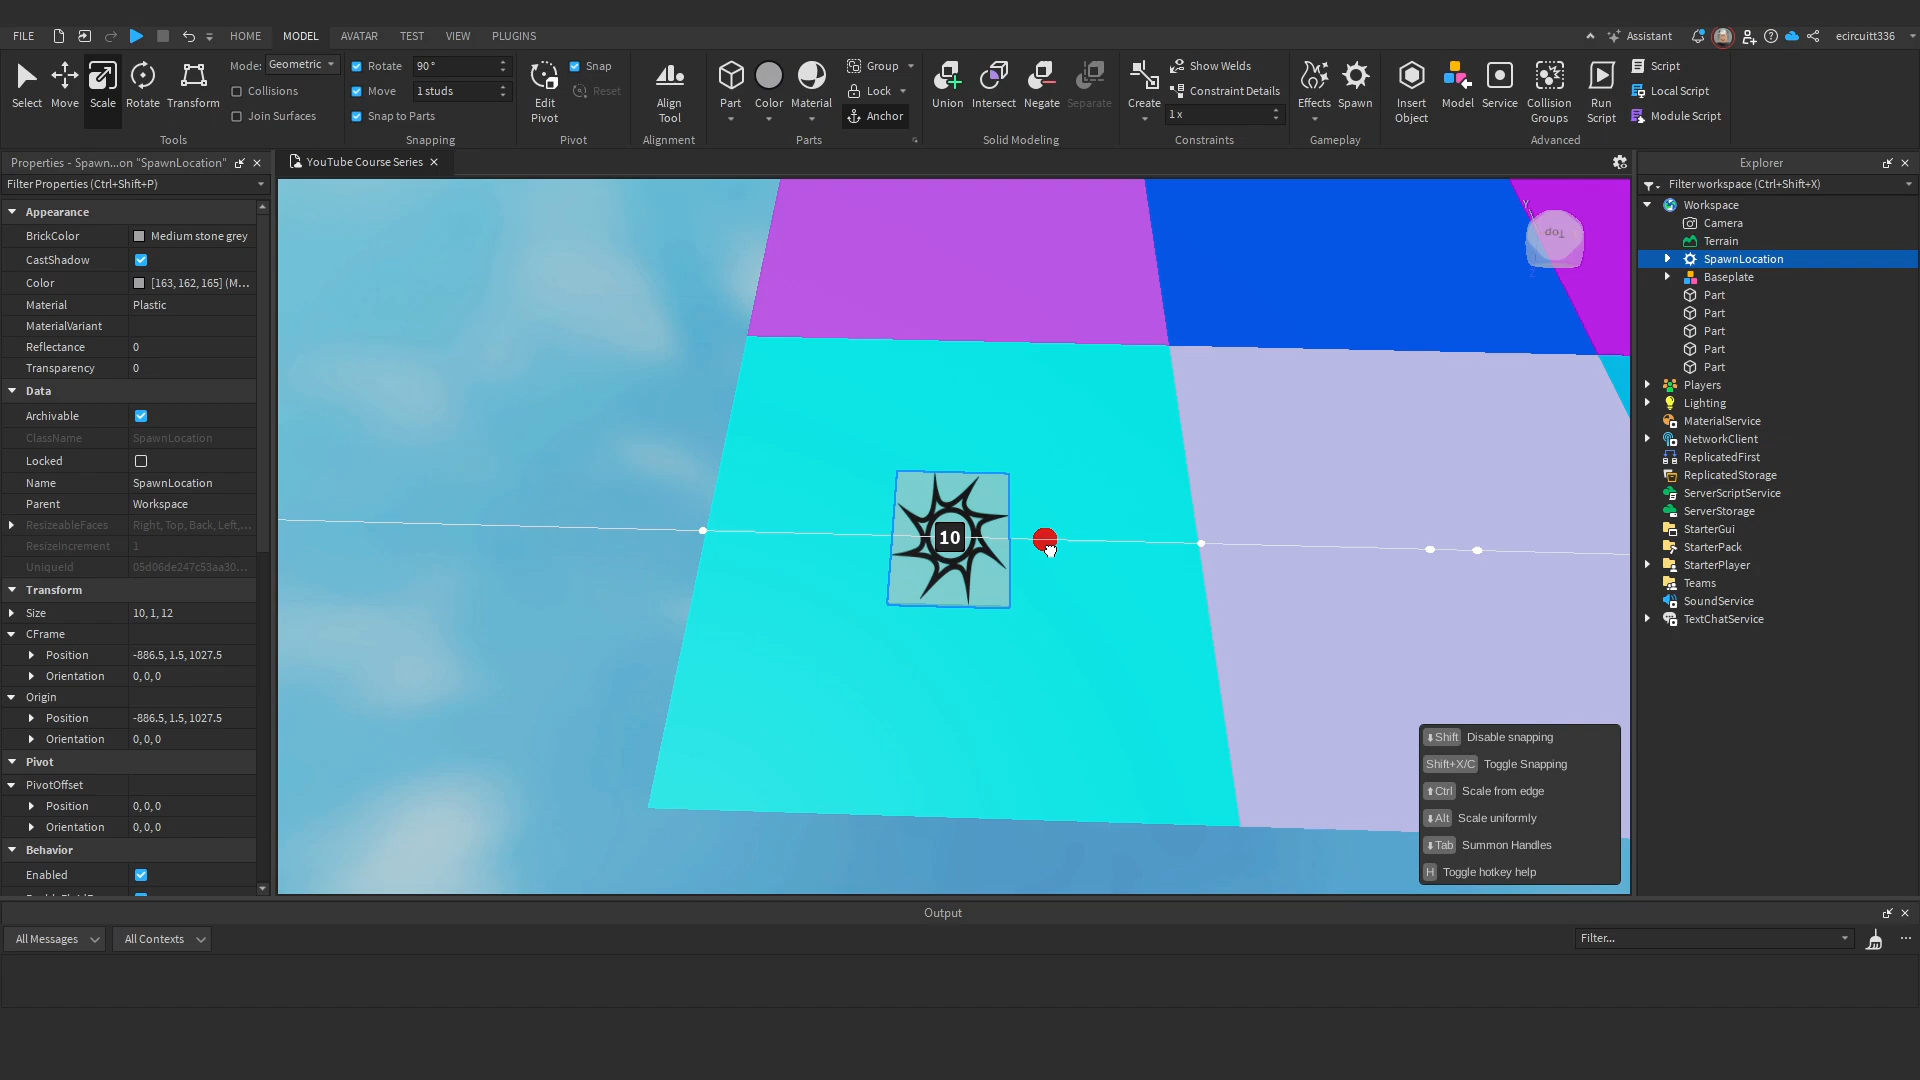 FILE HOME MODEL AVATAR TEST VIEW PLUGINS Assistant ecircuitt336
Select Move Scale Rotate Transform
Mode: Geometric
Collisions
Join Surfaces
Tools
Rotate 90°
Move 1 studs
Snap to Parts
Snapping
Edit Pivot
Snap
Reset
Pivot
Align Tool
Alignment
Part Color Material
Group
Lock
Anchor
Parts
Union Intersect Negate Separate
Solid Modeling
Create
Show Welds
Constraint Details
1 x
Constraints
Effects Spawn
Gameplay
Insert Object
Model Service
Collision Groups
Run Script
Script
Local Script
Module Script
Advanced
Properties - Spawn...on "SpawnLocation"
Filter Properties (Ctrl+Shift+P)
Appearance
BrickColor Medium stone grey
CastShadow
Color [163, 162, 165] (M...
Material Plastic
MaterialVariant
Reflectance 0
Transparency 0
Data
Archivable
ClassName SpawnLocation
Locked
Name SpawnLocation
Parent Workspace
ResizeableFaces Right, Top, Back, Left,...
ResizeIncrement 1
UniqueId 05d06de247c53aa30...
Transform
Size 10, 1, 12
CFrame
Position -886.5, 1.5, 1027.5
Orientation 0, 0, 0
Origin
Position -886.5, 1.5, 1027.5
Orientation 0, 0, 0
Pivot
PivotOffset
Position 0, 0, 0
Orientation 0, 0, 0
Behavior
Enabled
YouTube Course Series
Y
Top
Z
10
Shift Disable snapping
Shift+X/C Toggle Snapping
Ctrl Scale from edge
Alt Scale uniformly
Tab Summon Handles
H Toggle hotkey help
Explorer
Filter workspace (Ctrl+Shift+X)
Workspace
Camera
Terrain
SpawnLocation
Baseplate
Part
Part
Part
Part
Part
Players
Lighting
MaterialService
NetworkClient
ReplicatedFirst
ReplicatedStorage
ServerScriptService
ServerStorage
StarterGui
StarterPack
StarterPlayer
Teams
SoundService
TextChatService
Output
All Messages All Contexts Filter...